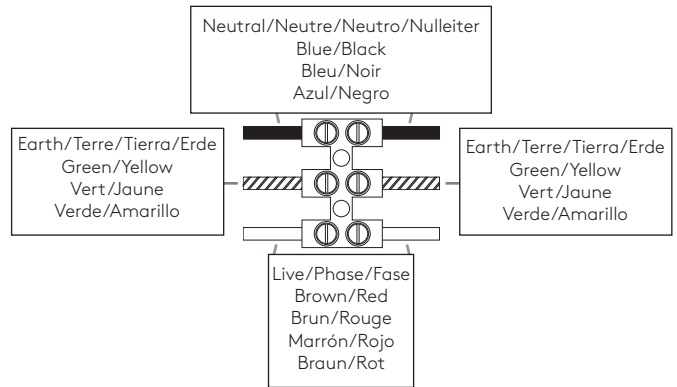 Neutral/Neutre/Neutro/Nulleiter
Blue/Black
Bleu/Noir
Azul/Negro
Earth/Terre/Tierra/Erde
Green/Yellow
Vert/Jaune
Verde/Amarillo
Earth/Terre/Tierra/Erde
Green/Yellow
Vert/Jaune
Verde/Amarillo
Live/Phase/Fase
Brown/Red
Brun/Rouge
Marrón/Rojo
Braun/Rot